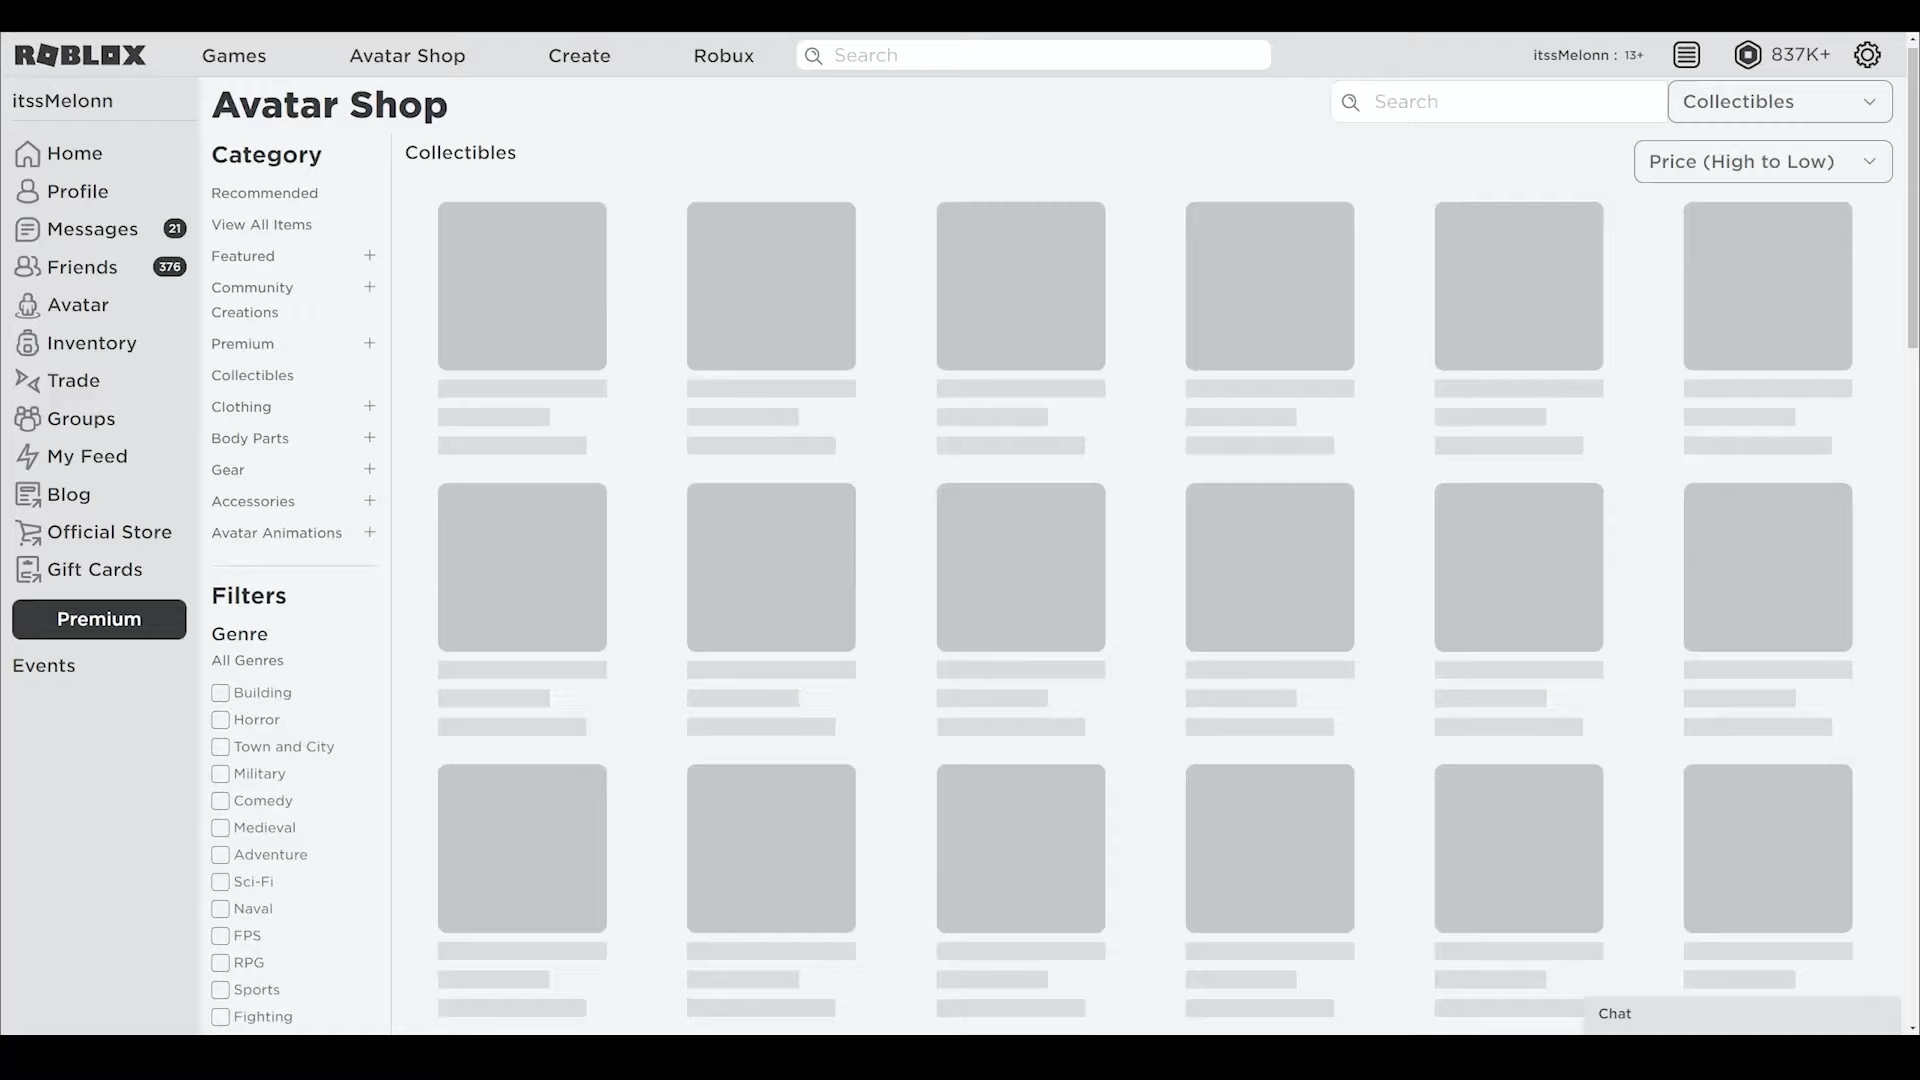 ROBLOX
Games
Avatar Shop
Create
Robux
Search
itssMelonn : 13+
837K+
itssMelonn
Home
Profile
Messages 21
Friends 376
Avatar
Inventory
Trade
Groups
My Feed
Blog
Official Store
Gift Cards
Premium
Events
Avatar Shop
Search
Collectibles
Category
Recommended
View All Items
Featured +
Community +
Creations
Premium +
Collectibles
Clothing +
Body Parts +
Gear +
Accessories +
Avatar Animations +
Filters
Genre
All Genres
Building
Horror
Town and City
Military
Comedy
Medieval
Adventure
Sci-Fi
Naval
FPS
RPG
Sports
Fighting
Collectibles
Price (High to Low)
Chat